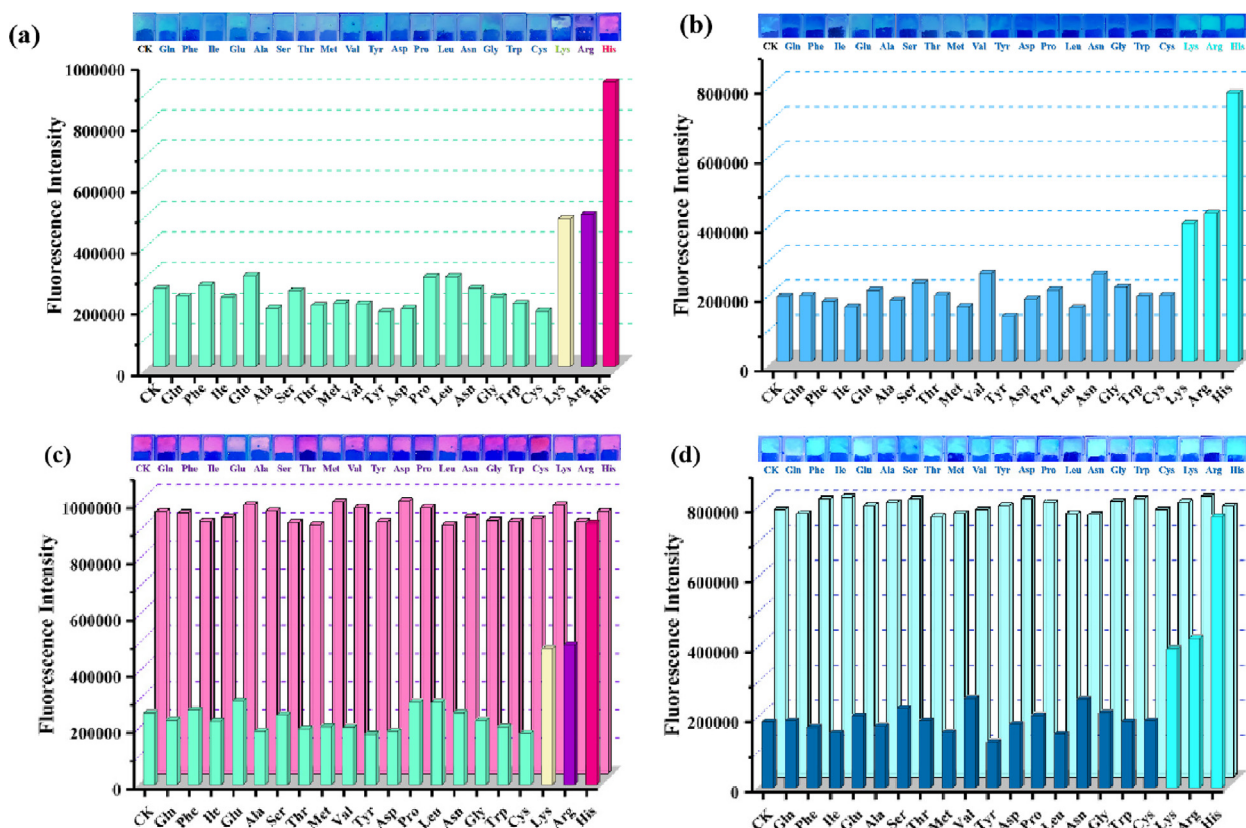 (a)
CK Gln Phe Ile Glu Ala Ser Thr Met Val Tyr Asp Pro Leu Asn Gly Trp Cys Lys Arg His
Fluorescence Intensity
1000000
800000
600000
400000
200000
0
CK Gln Phe Ile Glu Ala Ser Thr Met Val Tyr Asp Pro Leu Asn Gly Trp Cys Lys Arg His
(b)
CK Gln Phe Ile Glu Ala Ser Thr Met Val Tyr Asp Pro Leu Asn Gly Trp Cys Lys Arg His
Fluorescence Intensity
800000
600000
400000
200000
0
CK Gln Phe Ile Glu Ala Ser Thr Met Val Tyr Asp Pro Leu Asn Gly Trp Cys Lys Arg His
(c)
CK Gln Phe Ile Glu Ala Ser Thr Met Val Tyr Asp Pro Leu Asn Gly Trp Cys Lys Arg His
Fluorescence Intensity
1000000
800000
600000
400000
200000
0
CK Gln Phe Ile Glu Ala Ser Thr Met Val Tyr Asp Pro Leu Asn Gly Trp Cys Lys Arg His
(d)
CK Gln Phe Ile Glu Ala Ser Thr Met Val Tyr Asp Pro Leu Asn Gly Trp Cys Lys Arg His
Fluorescence Intensity
800000
600000
400000
200000
0
CK Gln Phe Ile Glu Ala Ser Thr Met Val Tyr Asp Pro Leu Asn Gly Trp Cys Lys Arg His